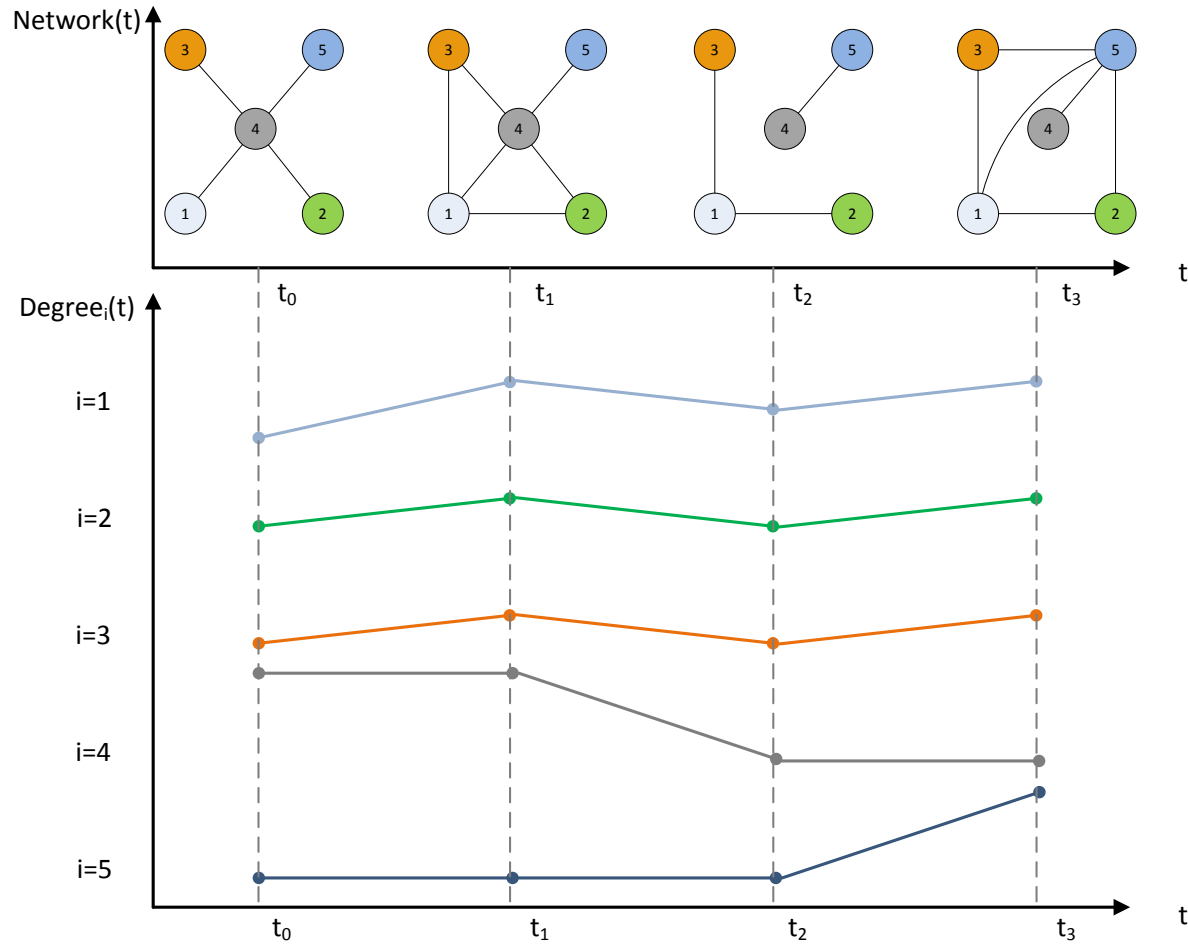 Network(t)
3 5 3 5 3 5 3 5
4 4 4 4
1 2 1 2 1 2 1 2
t
t₀ t₁ t₂ t₃
Degreeᵢ(t)
i=1
i=2
i=3
i=4
i=5
t
t₀ t₁ t₂ t₃